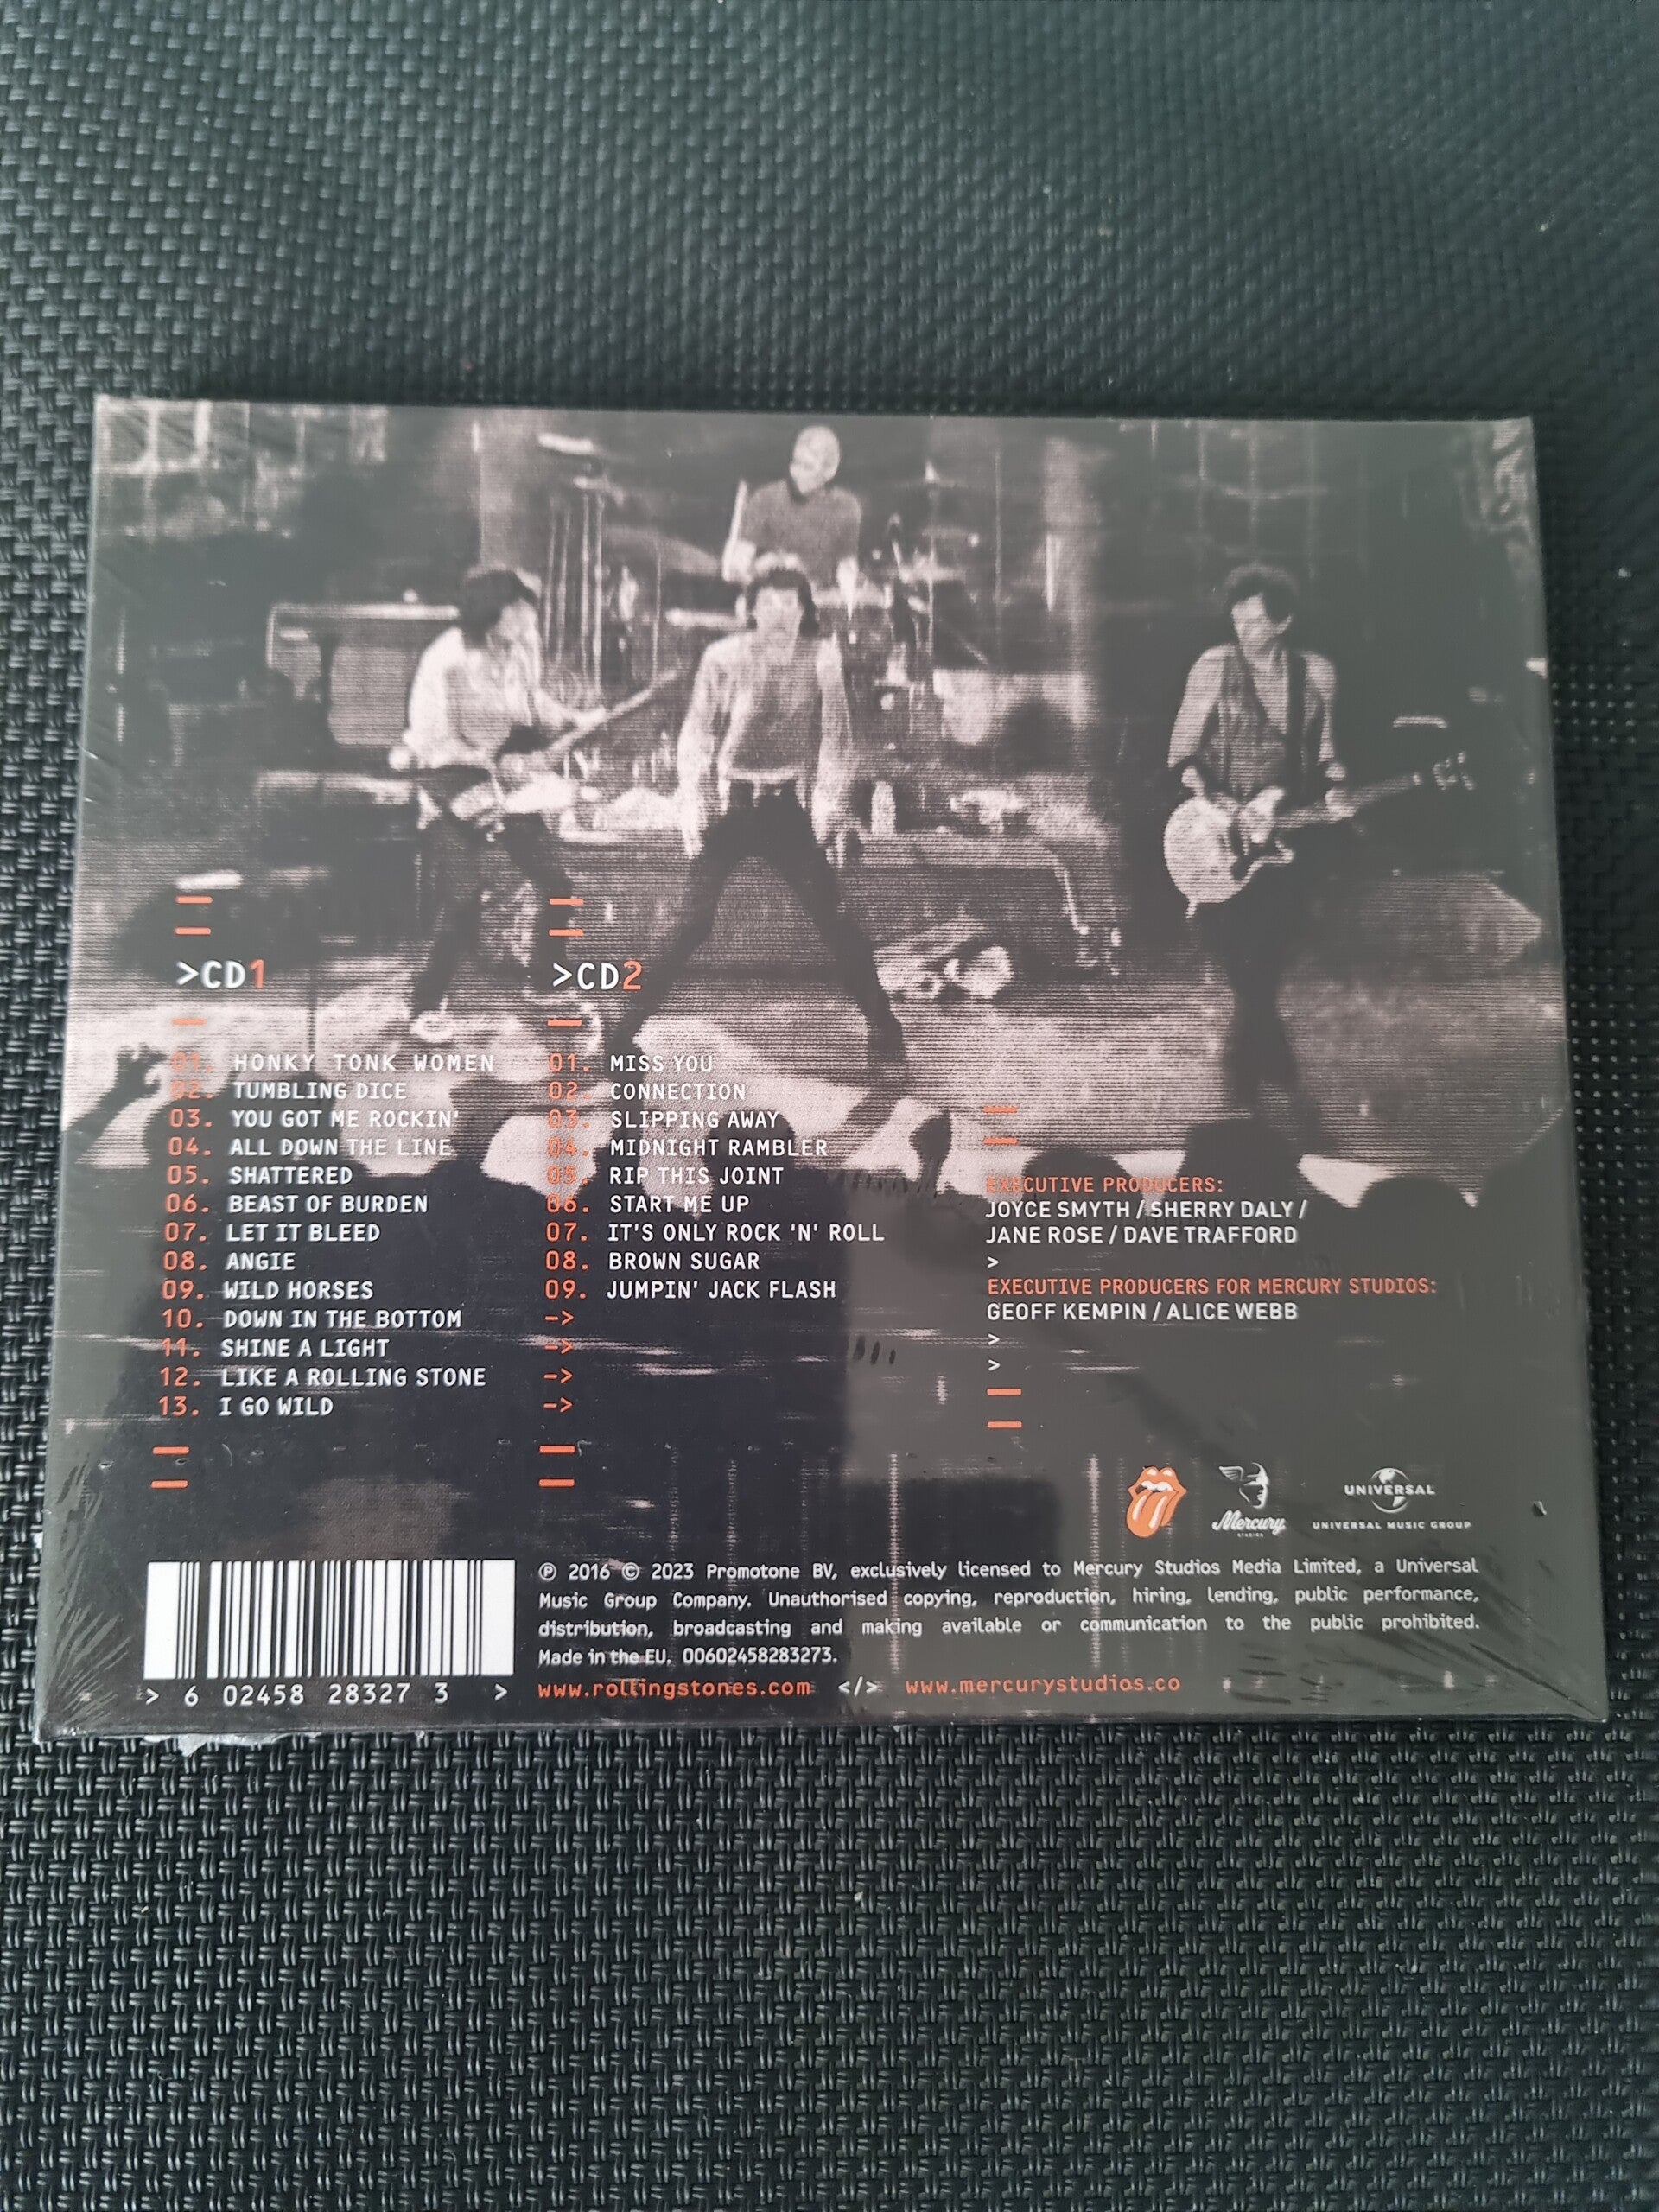 >CD1
01. HONKY TONK WOMEN
02. TUMBLING DICE
03. YOU GOT ME ROCKIN'
04. ALL DOWN THE LINE
05. SHATTERED
06. BEAST OF BURDEN
07. LET IT BLEED
08. ANGIE
09. WILD HORSES
10. DOWN IN THE BOTTOM
11. SHINE A LIGHT
12. LIKE A ROLLING STONE
13. I GO WILD
>CD2
01. MISS YOU
02. CONNECTION
03. SLIPPING AWAY
04. MIDNIGHT RAMBLER
05. RIP THIS JOINT
06. START ME UP
07. IT'S ONLY ROCK 'N' ROLL
08. BROWN SUGAR
09. JUMPIN' JACK FLASH
->
->
->
->
EXECUTIVE PRODUCERS:
JOYCE SMYTH / SHERRY DALY /
JANE ROSE / DAVE TRAFFORD
>
EXECUTIVE PRODUCERS FOR MERCURY STUDIOS:
GEOFF KEMPIN / ALICE WEBB
>
>
Mercury
STUDIOS
UNIVERSAL
UNIVERSAL MUSIC GROUP
℗ 2016 © 2023 Promotone BV, exclusively licensed to Mercury Studios Media Limited, a Universal
Music Group Company. Unauthorised copying, reproduction, hiring, lending, public performance,
distribution, broadcasting and making available or communication to the public prohibited.
Made in the EU. 00602458283273.
www.rollingstones.com </> www.mercurystudios.co
> 6 02458 28327 3 >